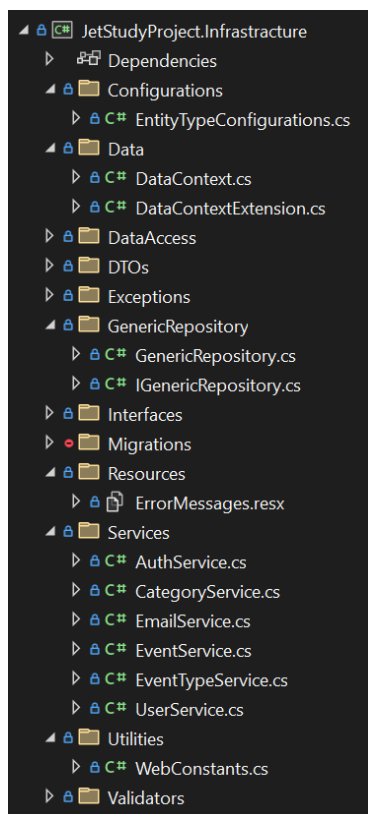 C# JetStudyProject.Infrastracture
Dependencies
Configurations
C# EntityTypeConfigurations.cs
Data
C# DataContext.cs
C# DataContextExtension.cs
DataAccess
DTOs
Exceptions
GenericRepository
C# GenericRepository.cs
C# IGenericRepository.cs
Interfaces
Migrations
Resources
ErrorMessages.resx
Services
C# AuthService.cs
C# CategoryService.cs
C# EmailService.cs
C# EventService.cs
C# EventTypeService.cs
C# UserService.cs
Utilities
C# WebConstants.cs
Validators